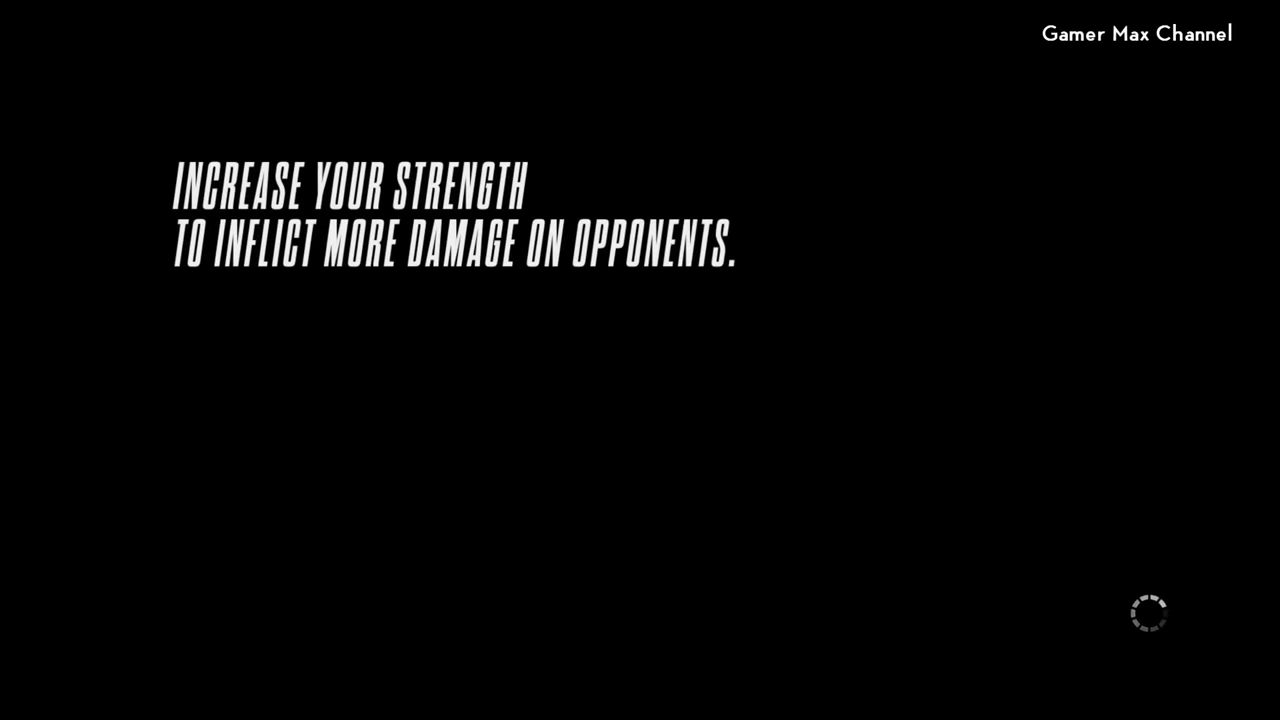 Gamer Max Channel
INCREASE YOUR STRENGTH
TO INFLICT MORE DAMAGE ON OPPONENTS.